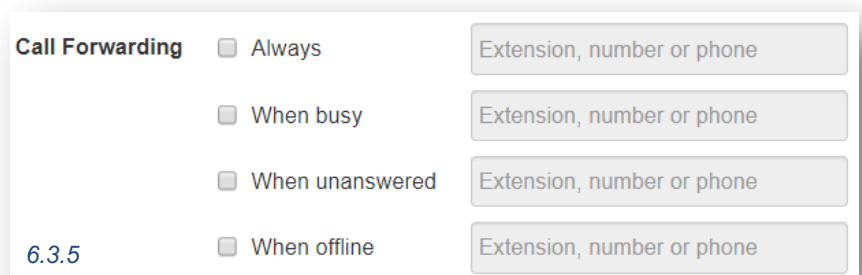 Call Forwarding Always Extension, number or phone
When busy Extension, number or phone
When unanswered Extension, number or phone
6.3.5 When offline Extension, number or phone